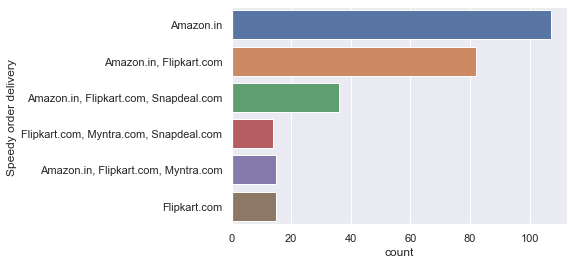 Speedy order delivery
Amazon.in
Amazon.in, Flipkart.com
Amazon.in, Flipkart.com, Snapdeal.com
Flipkart.com, Myntra.com, Snapdeal.com
Amazon.in, Flipkart.com, Myntra.com
Flipkart.com
0 20 40 60 80 100
count